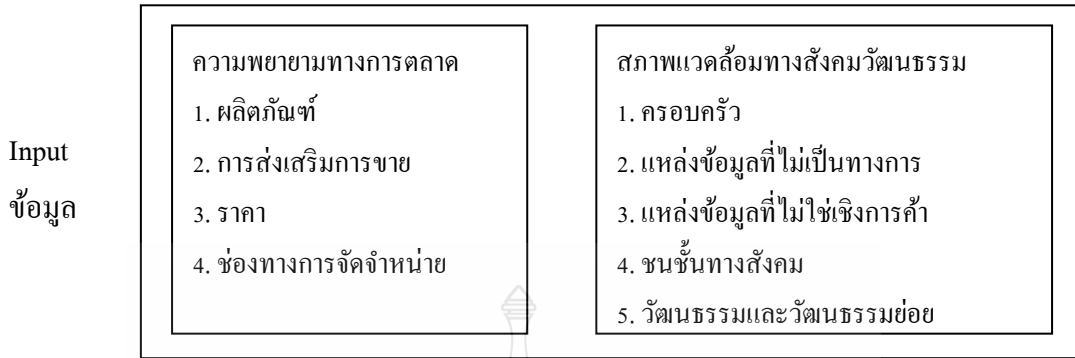 Input
ข้อมูล
ความพยายามทางการตลาด
1. ผลิตภัณฑ์
2. การส่งเสริมการขาย
3. ราคา
4. ช่องทางการจัดจำหน่าย
สภาพแวดล้อมทางสังคมวัฒนธรรม
1. ครอบครัว
2. แหล่งข้อมูลที่ไม่เป็นทางการ
3. แหล่งข้อมูลที่ไม่ใช่เชิงการค้า
4. ชนชั้นทางสังคม
5. วัฒนธรรมและวัฒนธรรมย่อย